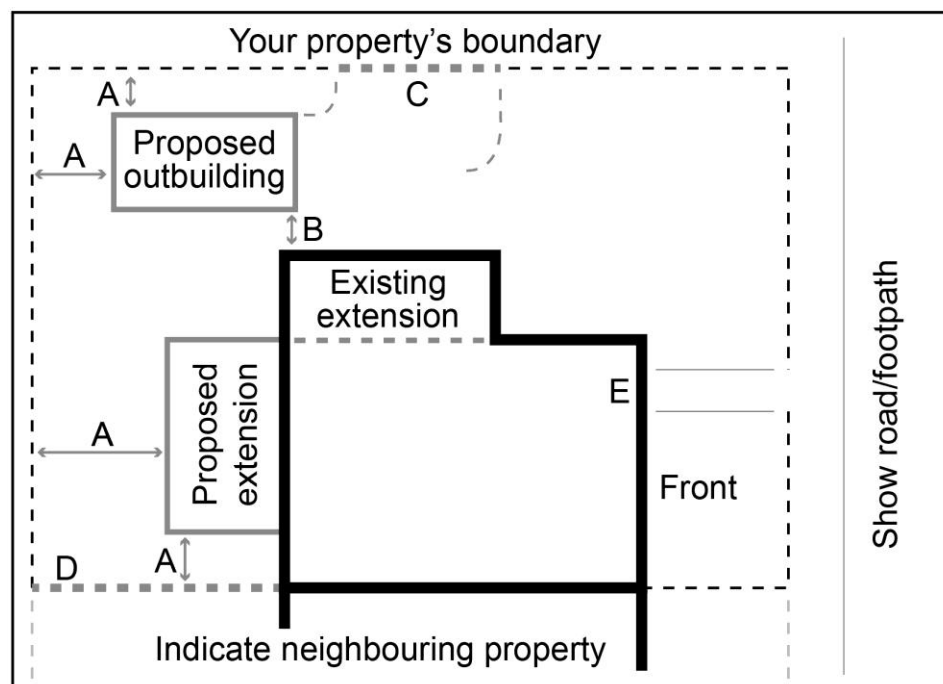 Your property's boundary
A
C
Proposed
outbuilding
A
B
Existing
extension
Proposed
extension
A
E
Front
A
D
Indicate neighbouring property
Show road/footpath